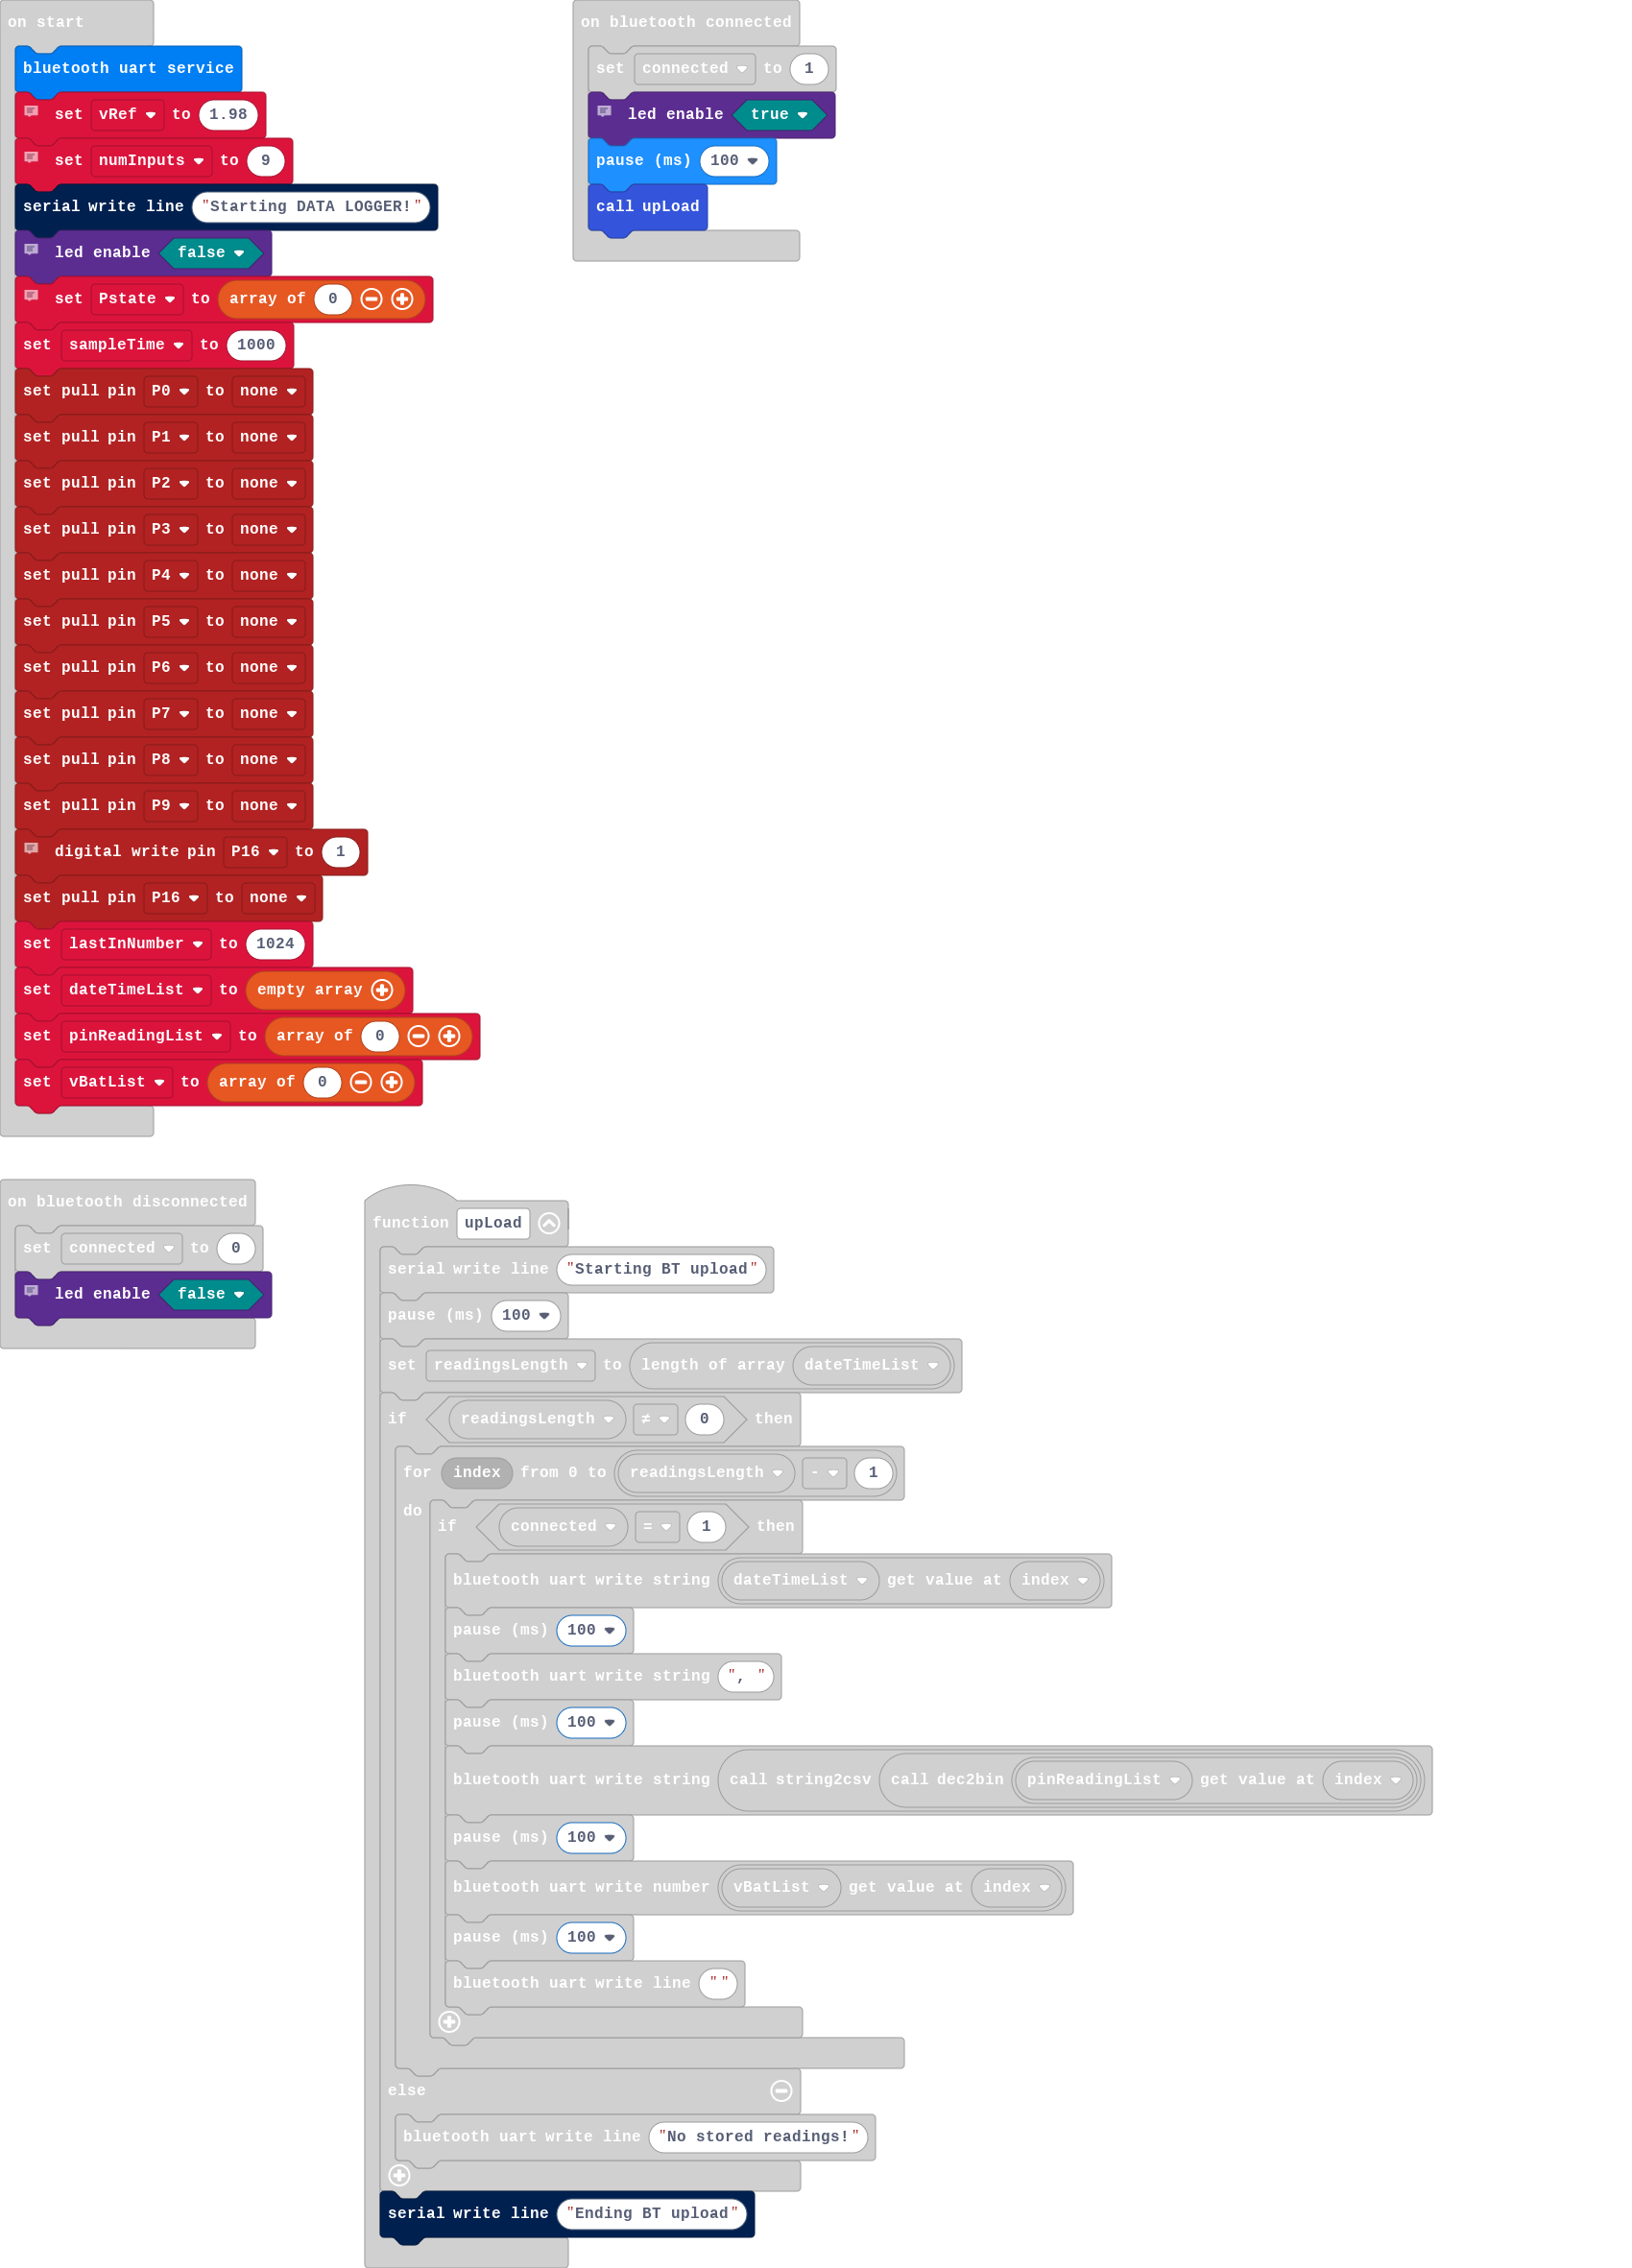 on start
bluetooth uart service
set vRef to 1.98
set numInputs to 9
serial write line "Starting DATA LOGGER!"
led enable false
set Pstate to array of 0
set sampleTime to 1000
set pull pin P0 to none
set pull pin P1 to none
set pull pin P2 to none
set pull pin P3 to none
set pull pin P4 to none
set pull pin P5 to none
set pull pin P6 to none
set pull pin P7 to none
set pull pin P8 to none
set pull pin P9 to none
digital write pin P16 to 1
set pull pin P16 to none
set lastInNumber to 1024
set dateTimeList to empty array
set pinReadingList to array of 0
set vBatList to array of 0
on bluetooth connected
set connected to 1
led enable true
pause (ms) 100
call upLoad
on bluetooth disconnected
set connected to 0
led enable false
function upLoad
serial write line "Starting BT upload"
pause (ms) 100
set readingsLength to length of array dateTimeList
if readingsLength ≠ 0 then
for index from 0 to readingsLength - 1
do if connected = 1 then
bluetooth uart write string dateTimeList get value at index
pause (ms) 100
bluetooth uart write string ", "
pause (ms) 100
bluetooth uart write string call string2csv call dec2bin pinReadingList get value at index
pause (ms) 100
bluetooth uart write number vBatList get value at index
pause (ms) 100
bluetooth uart write line ""
else
bluetooth uart write line "No stored readings!"
serial write line "Ending BT upload"